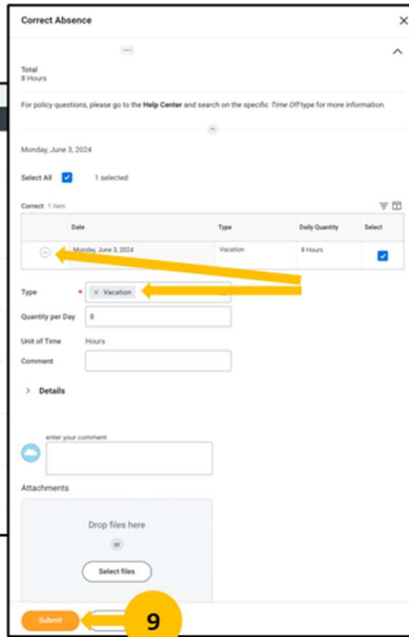 Correct Absence
Total
8 Hours
For policy questions, please go to the Help Center and search on the specific Time Off type for more information.
Monday, June 3, 2024
Select All 1 selected
Correct 1 item
Date Type Daily Quantity Select
Monday, June 3, 2024 Vacation 8 Hours
Type * × Vacation
Quantity per Day 8
Unit of Time Hours
Comment
Details
enter your comment
Attachments
Drop files here
or
Select files
Submit 9